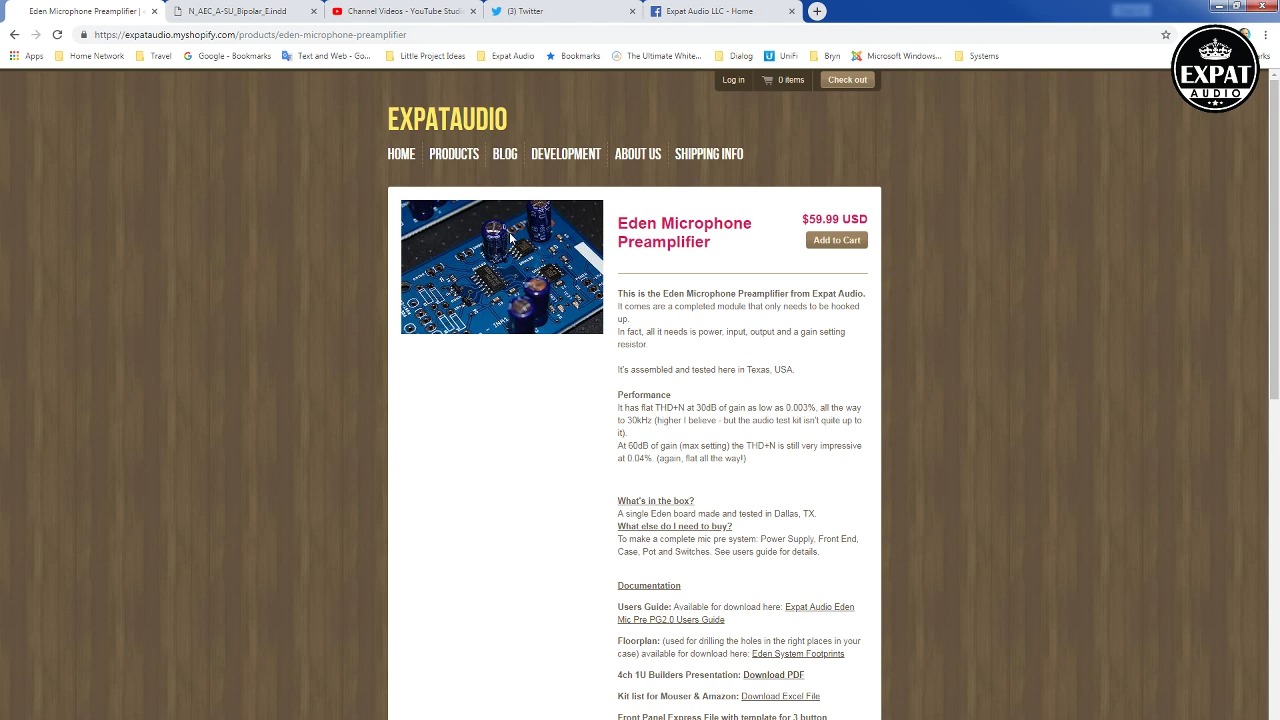 Eden Microphone Preamplifier |
N_AEC_A-SU_Bipolar_E.indd
Channel Videos - YouTube Studi
(3) Twitter
Expat Audio LLC - Home
https://expataudio.myshopify.com/products/eden-microphone-preamplifier
Apps
Home Network
Travel
Google - Bookmarks
Text and Web - Go...
Little Project Ideas
Expat Audio
Bookmarks
The Ultimate White...
Dialog
UniFi
Bryn
Microsoft Windows...
Systems
EXPAT
AUDIO
Log in
0 items
Check out
EXPATAUDIO
HOME
PRODUCTS
BLOG
DEVELOPMENT
ABOUT US
SHIPPING INFO
Eden Microphone
Preamplifier
$59.99 USD
Add to Cart
This is the Eden Microphone Preamplifier from Expat Audio.
It comes are a completed module that only needs to be hooked
up.
In fact, all it needs is power, input, output and a gain setting
resistor.
It's assembled and tested here in Texas, USA.
Performance
It has flat THD+N at 30dB of gain as low as 0.003%, all the way
to 30kHz (higher I believe - but the audio test kit isn't quite up to
it).
At 60dB of gain (max setting) the THD+N is still very impressive
at 0.04%. (again, flat all the way!)
What's in the box?
A single Eden board made and tested in Dallas, TX.
What else do I need to buy?
To make a complete mic pre system: Power Supply, Front End,
Case, Pot and Switches. See users guide for details.
Documentation
Users Guide: Available for download here: Expat Audio Eden
Mic Pre PG2.0 Users Guide
Floorplan: (used for drilling the holes in the right places in your
case) available for download here: Eden System Footprints
4ch 1U Builders Presentation: Download PDF
Kit list for Mouser & Amazon: Download Excel File
Front Panel Express File with template for 3 button